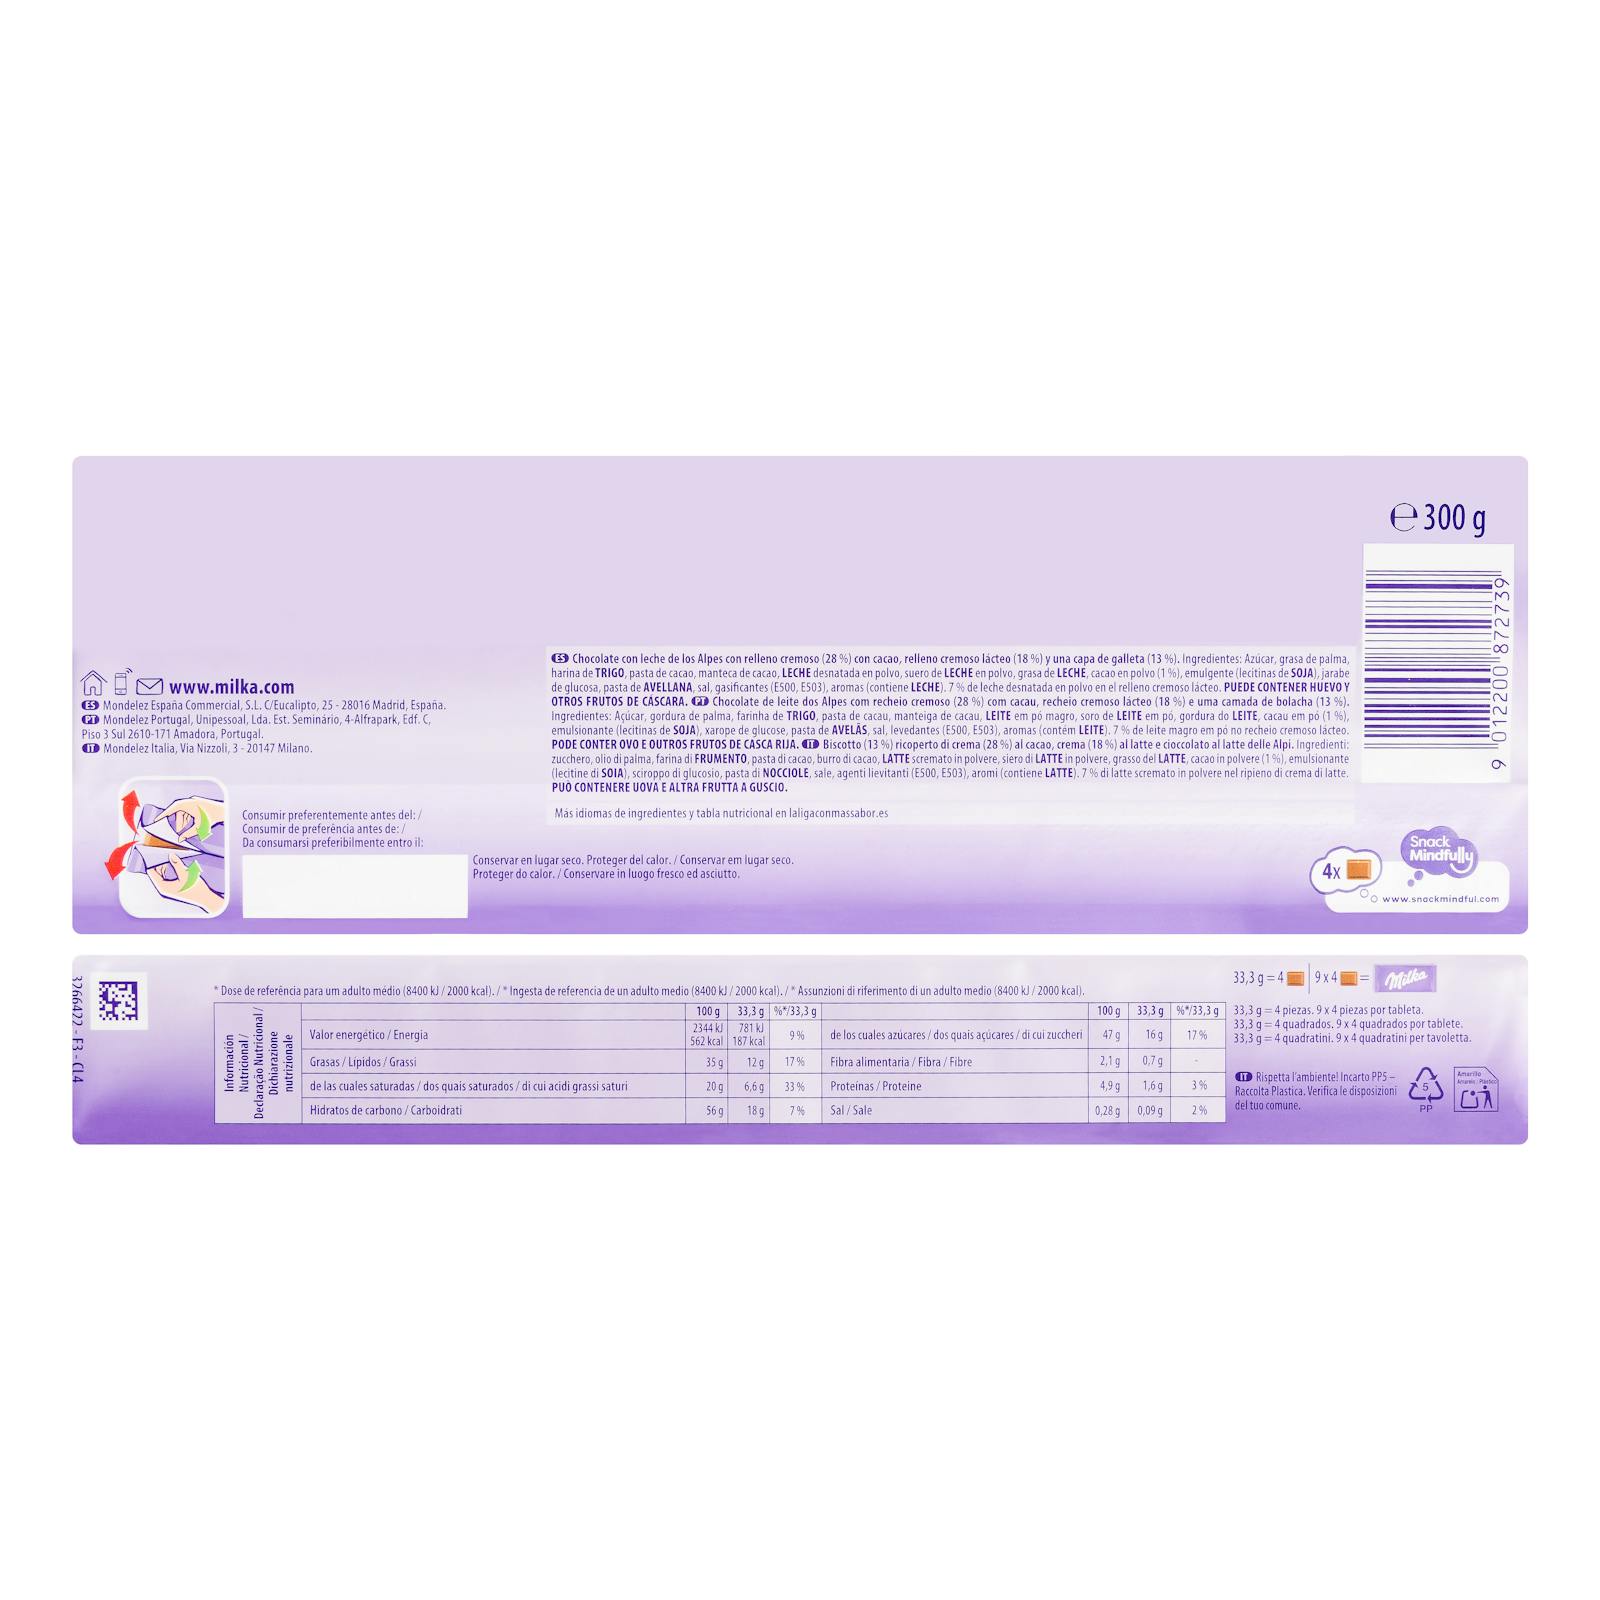 ℮ 300 g
9 012200 872739
www.milka.com
ES Mondelez España Commercial, S.L. C/Eucalipto, 25 - 28016 Madrid, España.
PT Mondelez Portugal, Unipessoal, Lda. Est. Seminário, 4-Alfrapark, Edf. C,
Piso 3 Sul 2610-171 Amadora, Portugal.
IT Mondelez Italia, Via Nizzoli, 3 - 20147 Milano.
ES Chocolate con leche de los Alpes con relleno cremoso (28 %) con cacao, relleno cremoso lácteo (18 %) y una capa de galleta (13 %). Ingredientes: Azúcar, grasa de palma,
harina de TRIGO, pasta de cacao, manteca de cacao, LECHE desnatada en polvo, suero de LECHE en polvo, grasa de LECHE, cacao en polvo (1 %), emulgente (lecitinas de SOJA), jarabe
de glucosa, pasta de AVELLANA, sal, gasificantes (E500, E503), aromas (contiene LECHE). 7 % de leche desnatada en polvo en el relleno cremoso lácteo. PUEDE CONTENER HUEVO Y
OTROS FRUTOS DE CÁSCARA. PT Chocolate de leite dos Alpes com recheio cremoso (28 %) com cacau, recheio cremoso lácteo (18 %) e uma camada de bolacha (13 %).
Ingredientes: Açúcar, gordura de palma, farinha de TRIGO, pasta de cacau, manteiga de cacau, LEITE em pó magro, soro de LEITE em pó, gordura do LEITE, cacau em pó (1 %),
emulsionante (lecitinas de SOJA), xarope de glucose, pasta de AVELÃS, sal, levedantes (E500, E503), aromas (contém LEITE). 7 % de leite magro em pó no recheio cremoso lácteo.
PODE CONTER OVO E OUTROS FRUTOS DE CASCA RIJA. IT Biscotto (13 %) ricoperto di crema (28 %) al cacao, crema (18 %) al latte e cioccolato al latte delle Alpi. Ingredienti:
zucchero, olio di palma, farina di FRUMENTO, pasta di cacao, burro di cacao, LATTE scremato in polvere, siero di LATTE in polvere, grasso del LATTE, cacao in polvere (1 %), emulsionante
(lecitine di SOIA), sciroppo di glucosio, pasta di NOCCIOLE, sale, agenti lievitanti (E500, E503), aromi (contiene LATTE). 7 % di latte scremato in polvere nel ripieno di crema di latte.
PUÒ CONTENERE UOVA E ALTRA FRUTTA A GUSCIO.
Más idiomas de ingredientes y tabla nutricional en laligaconmassabor.es
Consumir preferentemente antes del: /
Consumir de preferência antes de: /
Da consumarsi preferibilmente entro il:
Conservar en lugar seco. Proteger del calor. / Conservar em lugar seco.
Proteger do calor. / Conservare in luogo fresco ed asciutto.
Snack
Mindfully
4x
www.snackmindful.com
3266422 - F3 - CL4
* Dose de referência para um adulto médio (8400 kJ / 2000 kcal). / * Ingesta de referencia de un adulto medio (8400 kJ / 2000 kcal). / * Assunzioni di riferimento di un adulto medio (8400 kJ / 2000 kcal).
Información
Nutricional /
Declaração Nutricional /
Dichiarazione
nutrizionale
100 g 33,3 g %*/33,3 g 100 g 33,3 g %*/33,3 g
Valor energético / Energia 2344 kJ 562 kcal 781 kJ 187 kcal 9 % de los cuales azúcares / dos quais açúcares / di cui zuccheri 47 g 16 g 17 %
Grasas / Lípidos / Grassi 35 g 12 g 17 % Fibra alimentaria / Fibra / Fibre 2,1 g 0,7 g -
de las cuales saturadas / dos quais saturados / di cui acidi grassi saturi 20 g 6,6 g 33 % Proteínas / Proteine 4,9 g 1,6 g 3 %
Hidratos de carbono / Carboidrati 56 g 18 g 7 % Sal / Sale 0,28 g 0,09 g 2 %
33,3 g = 4 | 9 x 4 = Milka
33,3 g = 4 piezas. 9 x 4 piezas por tableta.
33,3 g = 4 quadrados. 9 x 4 quadrados por tablete.
33,3 g = 4 quadratini. 9 x 4 quadratini per tavoletta.
IT Rispetta l'ambiente! Incarto PP5 –
Raccolta Plastica. Verifica le disposizioni
del tuo comune.
5
PP
Amarillo
Amarelo / Plástico